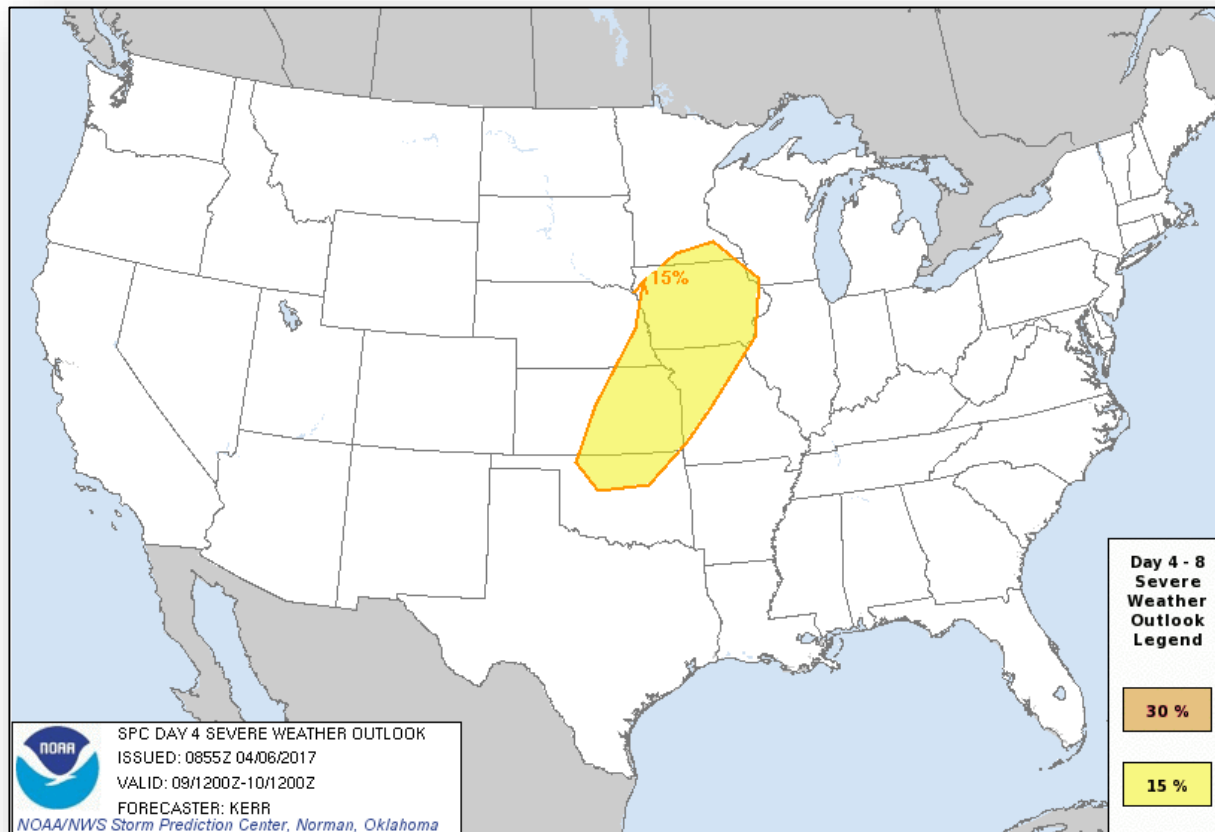 15%
Day 4 - 8
Severe
Weather
Outlook
Legend
30 %
15 %
NOAA
SPC DAY 4 SEVERE WEATHER OUTLOOK
ISSUED: 0855Z 04/06/2017
VALID: 09/1200Z-10/1200Z
FORECASTER: KERR
NOAA/NWS Storm Prediction Center, Norman, Oklahoma